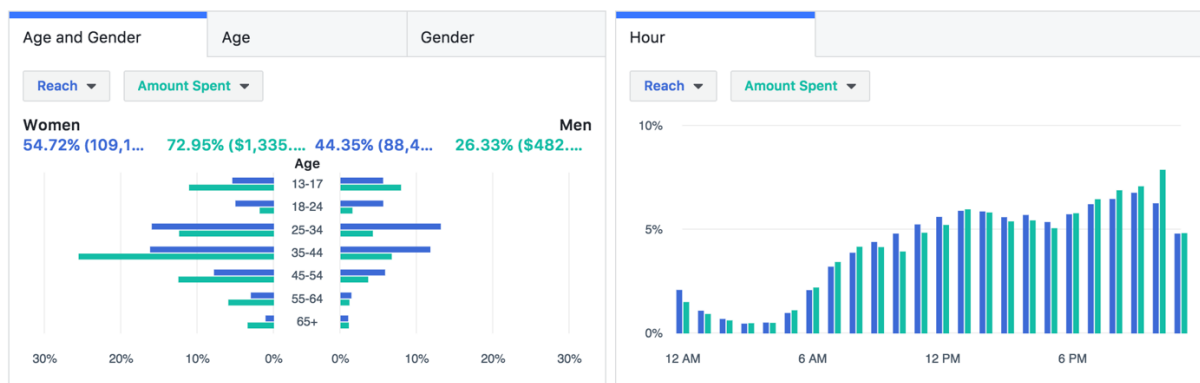 Age and Gender
Age
Gender
Reach
Amount Spent
Women
Men
54.72% (109,1...
72.95% ($1,335....
44.35% (88,4...
26.33% ($482....
Age
13-17
18-24
25-34
35-44
45-54
55-64
65+
30%
20%
10%
0%
0%
10%
20%
30%
Hour
Reach
Amount Spent
10%
5%
0%
12 AM
6 AM
12 PM
6 PM